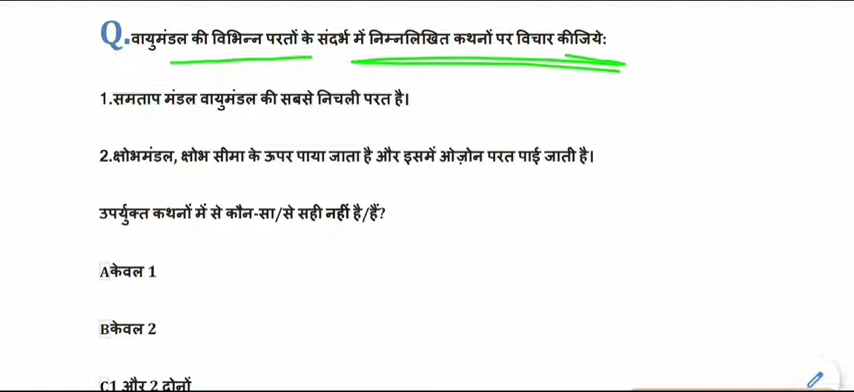 Q.वायुमंडल की विभिन्न परतों के संदर्भ में निम्नलिखित कथनों पर विचार कीजिये:
1.समताप मंडल वायुमंडल की सबसे निचली परत है।
2.क्षोभमंडल, क्षोभ सीमा के ऊपर पाया जाता है और इसमें ओज़ोन परत पाई जाती है।
उपर्युक्त कथनों में से कौन-सा/से सही नहीं है/हैं?
Aकेवल 1
Bकेवल 2
C1 और 2 दोनों